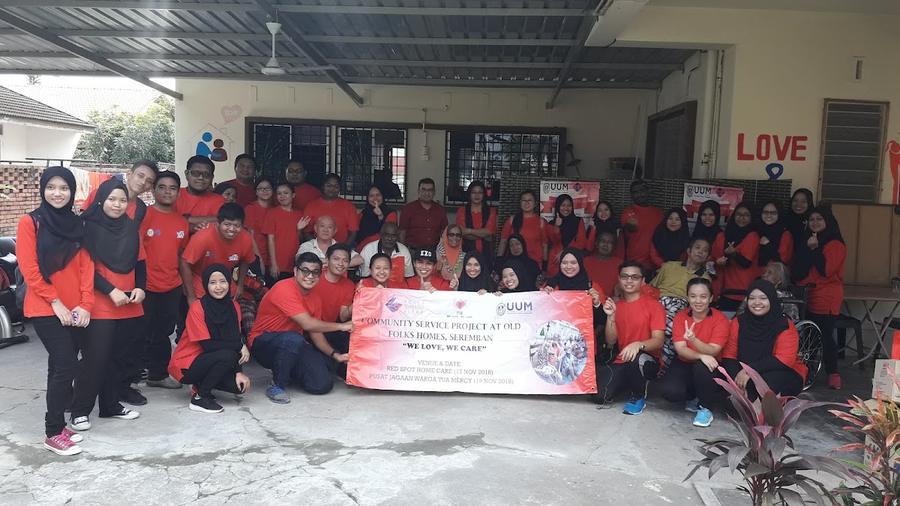 LOVE
UUM
UUM
EXO
UUM
COMMUNITY SERVICE PROJECT AT OLD
FOLKS HOMES, SEREMBAN
"WE LOVE, WE CARE"
VENUE & DATE
RED SPOT HOME CARE (17 NOV 2018)
PUSAT JAGAAN WARGA TUA MERCY (19 NOV 2018)